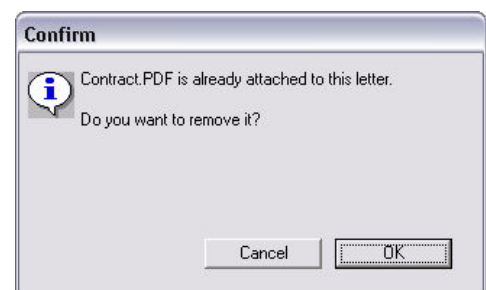 Confirm
Contract.PDF is already attached to this letter.
Do you want to remove it?
Cancel OK